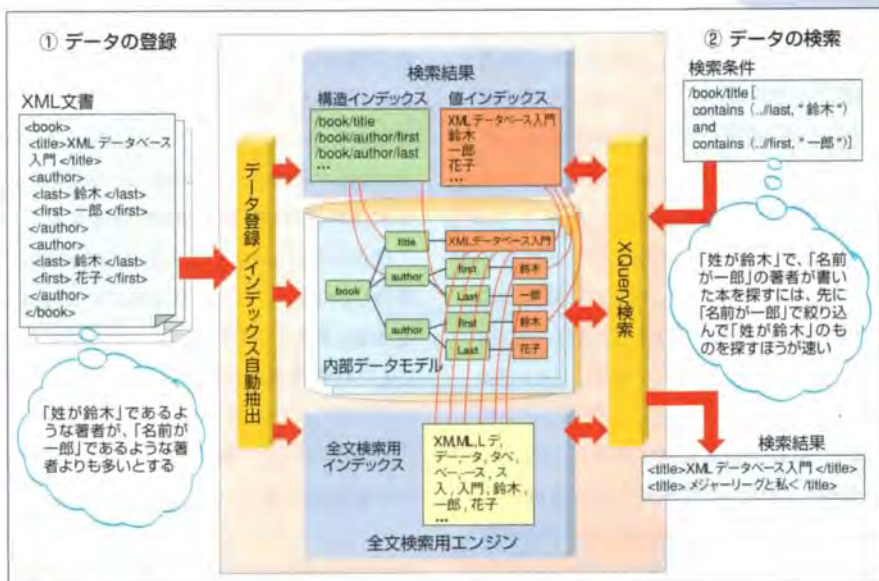 ① データの登録
XML文書
<book>
<title>XML データベース
入門 </title>
<author>
<last> 鈴木 </last>
<first> 一郎 </first>
</author>
<author>
<last> 鈴木 </last>
<first> 花子 </first>
</author>
</book>
「姓が鈴木」であるよ
うな著者が、「名前が
一郎」であるような著
者よりも多いとする
データ登録/インデックス自動抽出
検索結果
構造インデックス
/book/title
/book/author/first
/book/author/last
…
値インデックス
XMLデータベース入門
鈴木
一郎
花子
…
book
title
XMLデータベース入門
author
first
鈴木
Last
一郎
author
first
鈴木
Last
花子
内部データモデル
全文検索用
インデックス
XM,ML,Lデ,
デー,ータ,タベ,
ベー,ース,ス
入,入門,鈴木,
一郎,花子
…
全文検索用エンジン
XQuery検索
② データの検索
検索条件
/book/title [
contains (..//last, " 鈴木 ")
and
contains (..//first, " 一郎 ")]
「姓が鈴木」で、「名前
が一郎」の著者が書い
た本を探すには、先に
「名前が一郎」で絞り込
んで「姓が鈴木」のも
のを探すほうが速い
検索結果
<title>XML データベース入門 </title>
<title> メジャーリーグと私く /title>